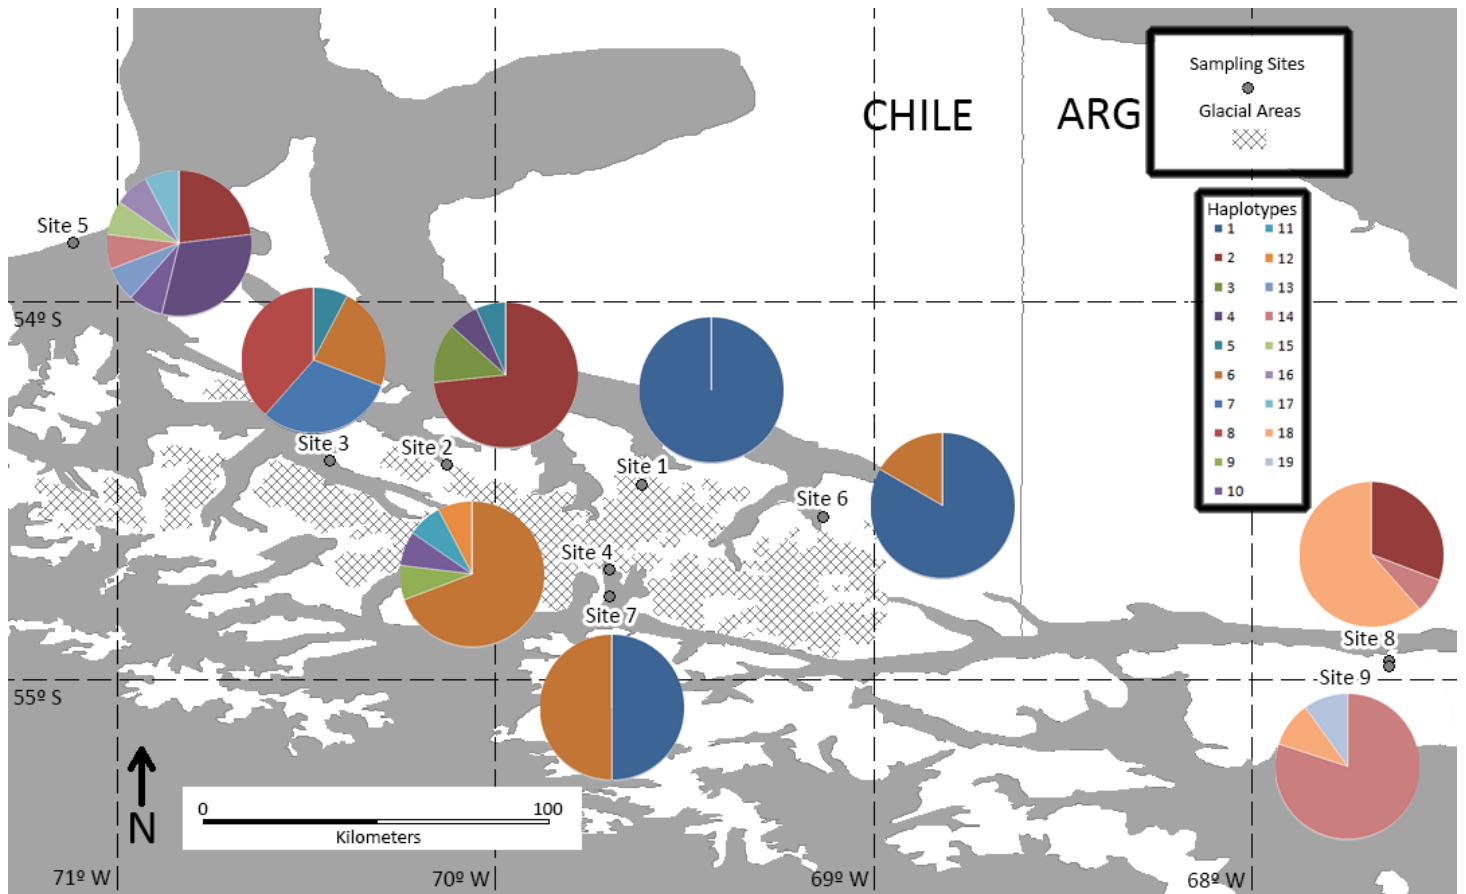 Sampling Sites
CHILE
ARG
Glacial Areas
Haplotypes
1 11
2 12
3 13
4 14
5 15
6 16
7 17
8 18
9 19
10
Site 5
54º S
Site 3
Site 2
Site 1
Site 6
Site 4
Site 7
Site 8
Site 9
55º S
0 100
Kilometers
N
71º W
70º W
69º W
68º W